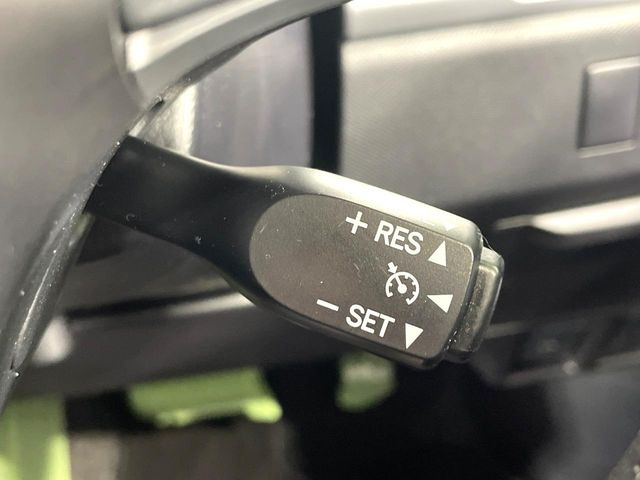 + RES
- SET